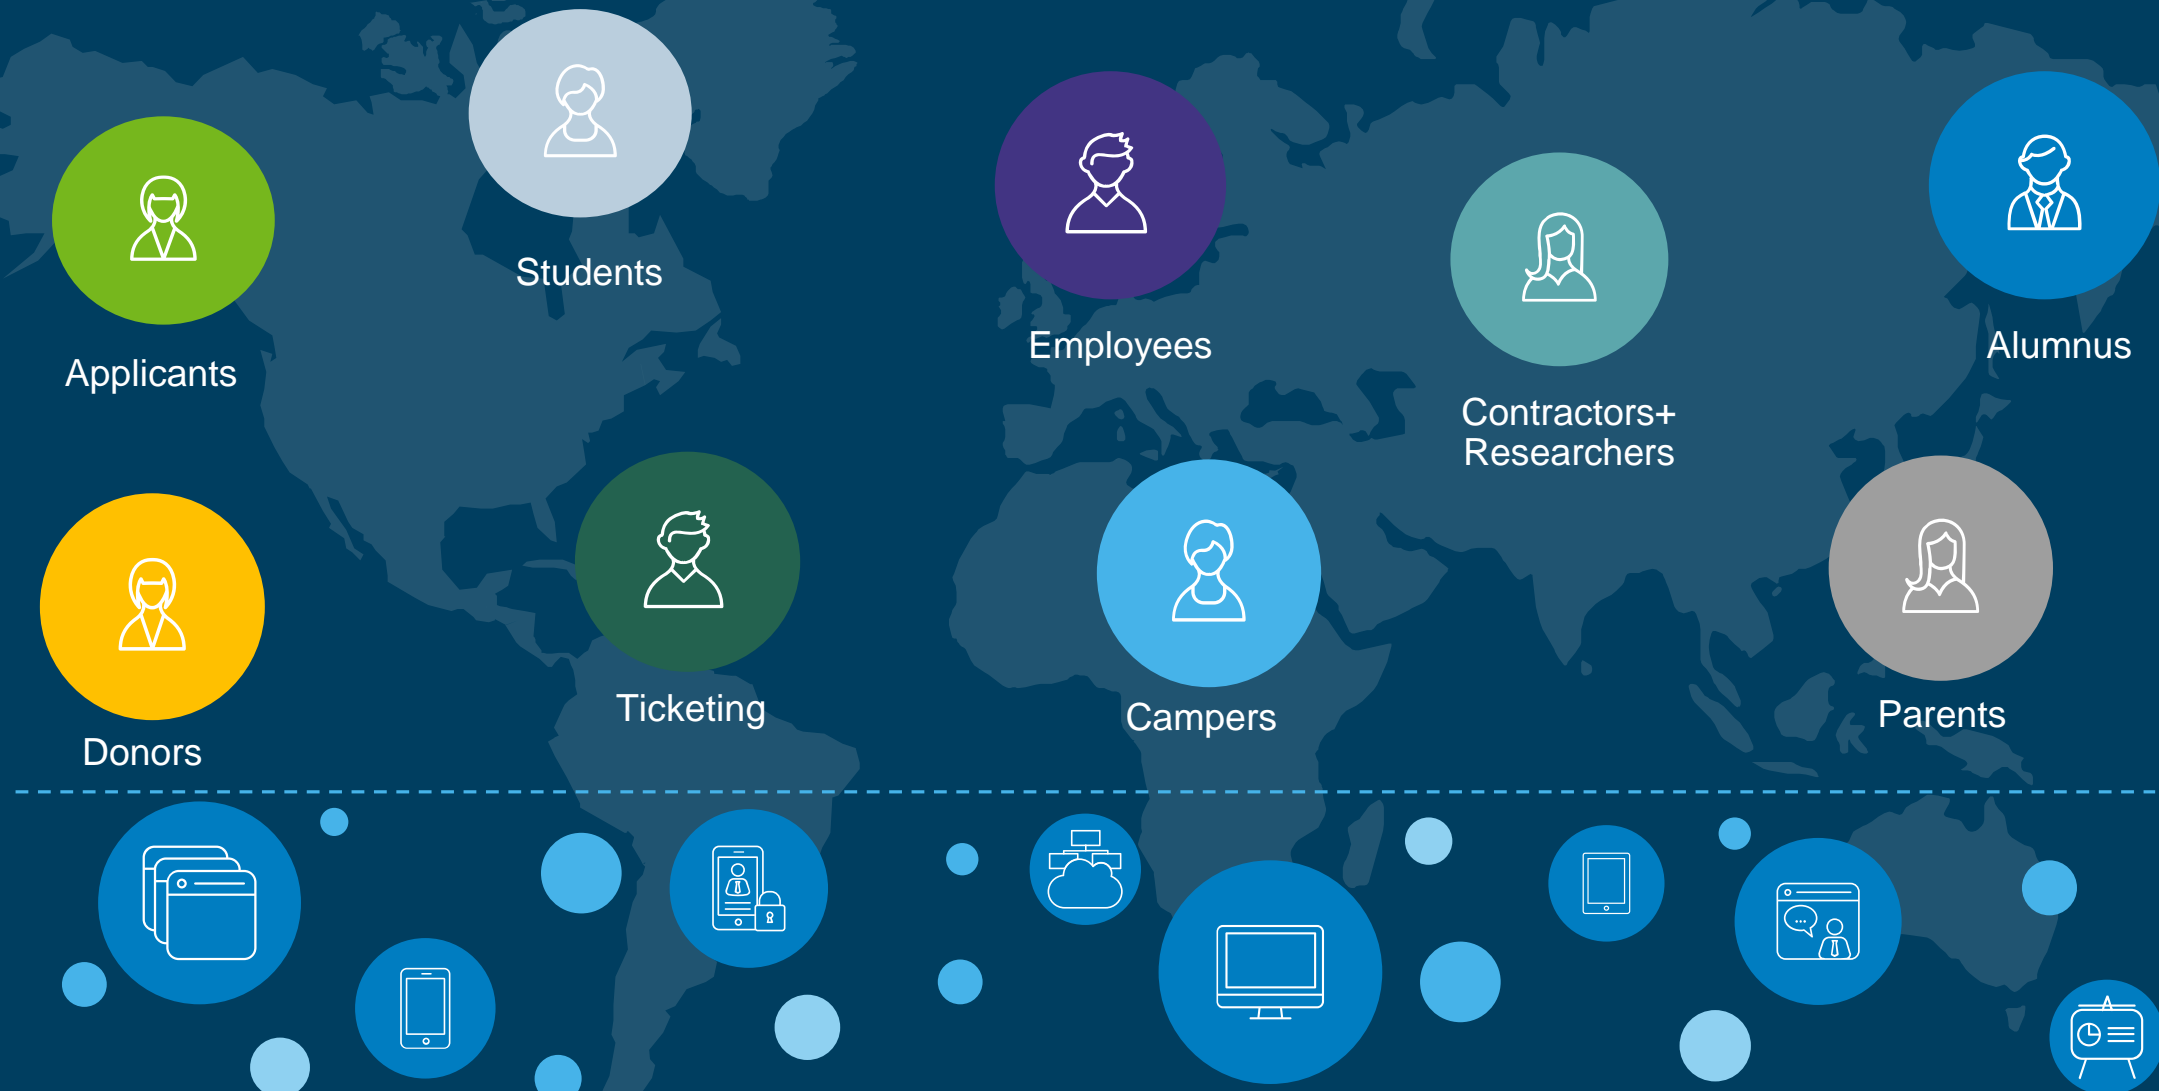 Students
Applicants
Employees
Alumnus
Contractors+
Researchers
Donors
Ticketing
Campers
Parents